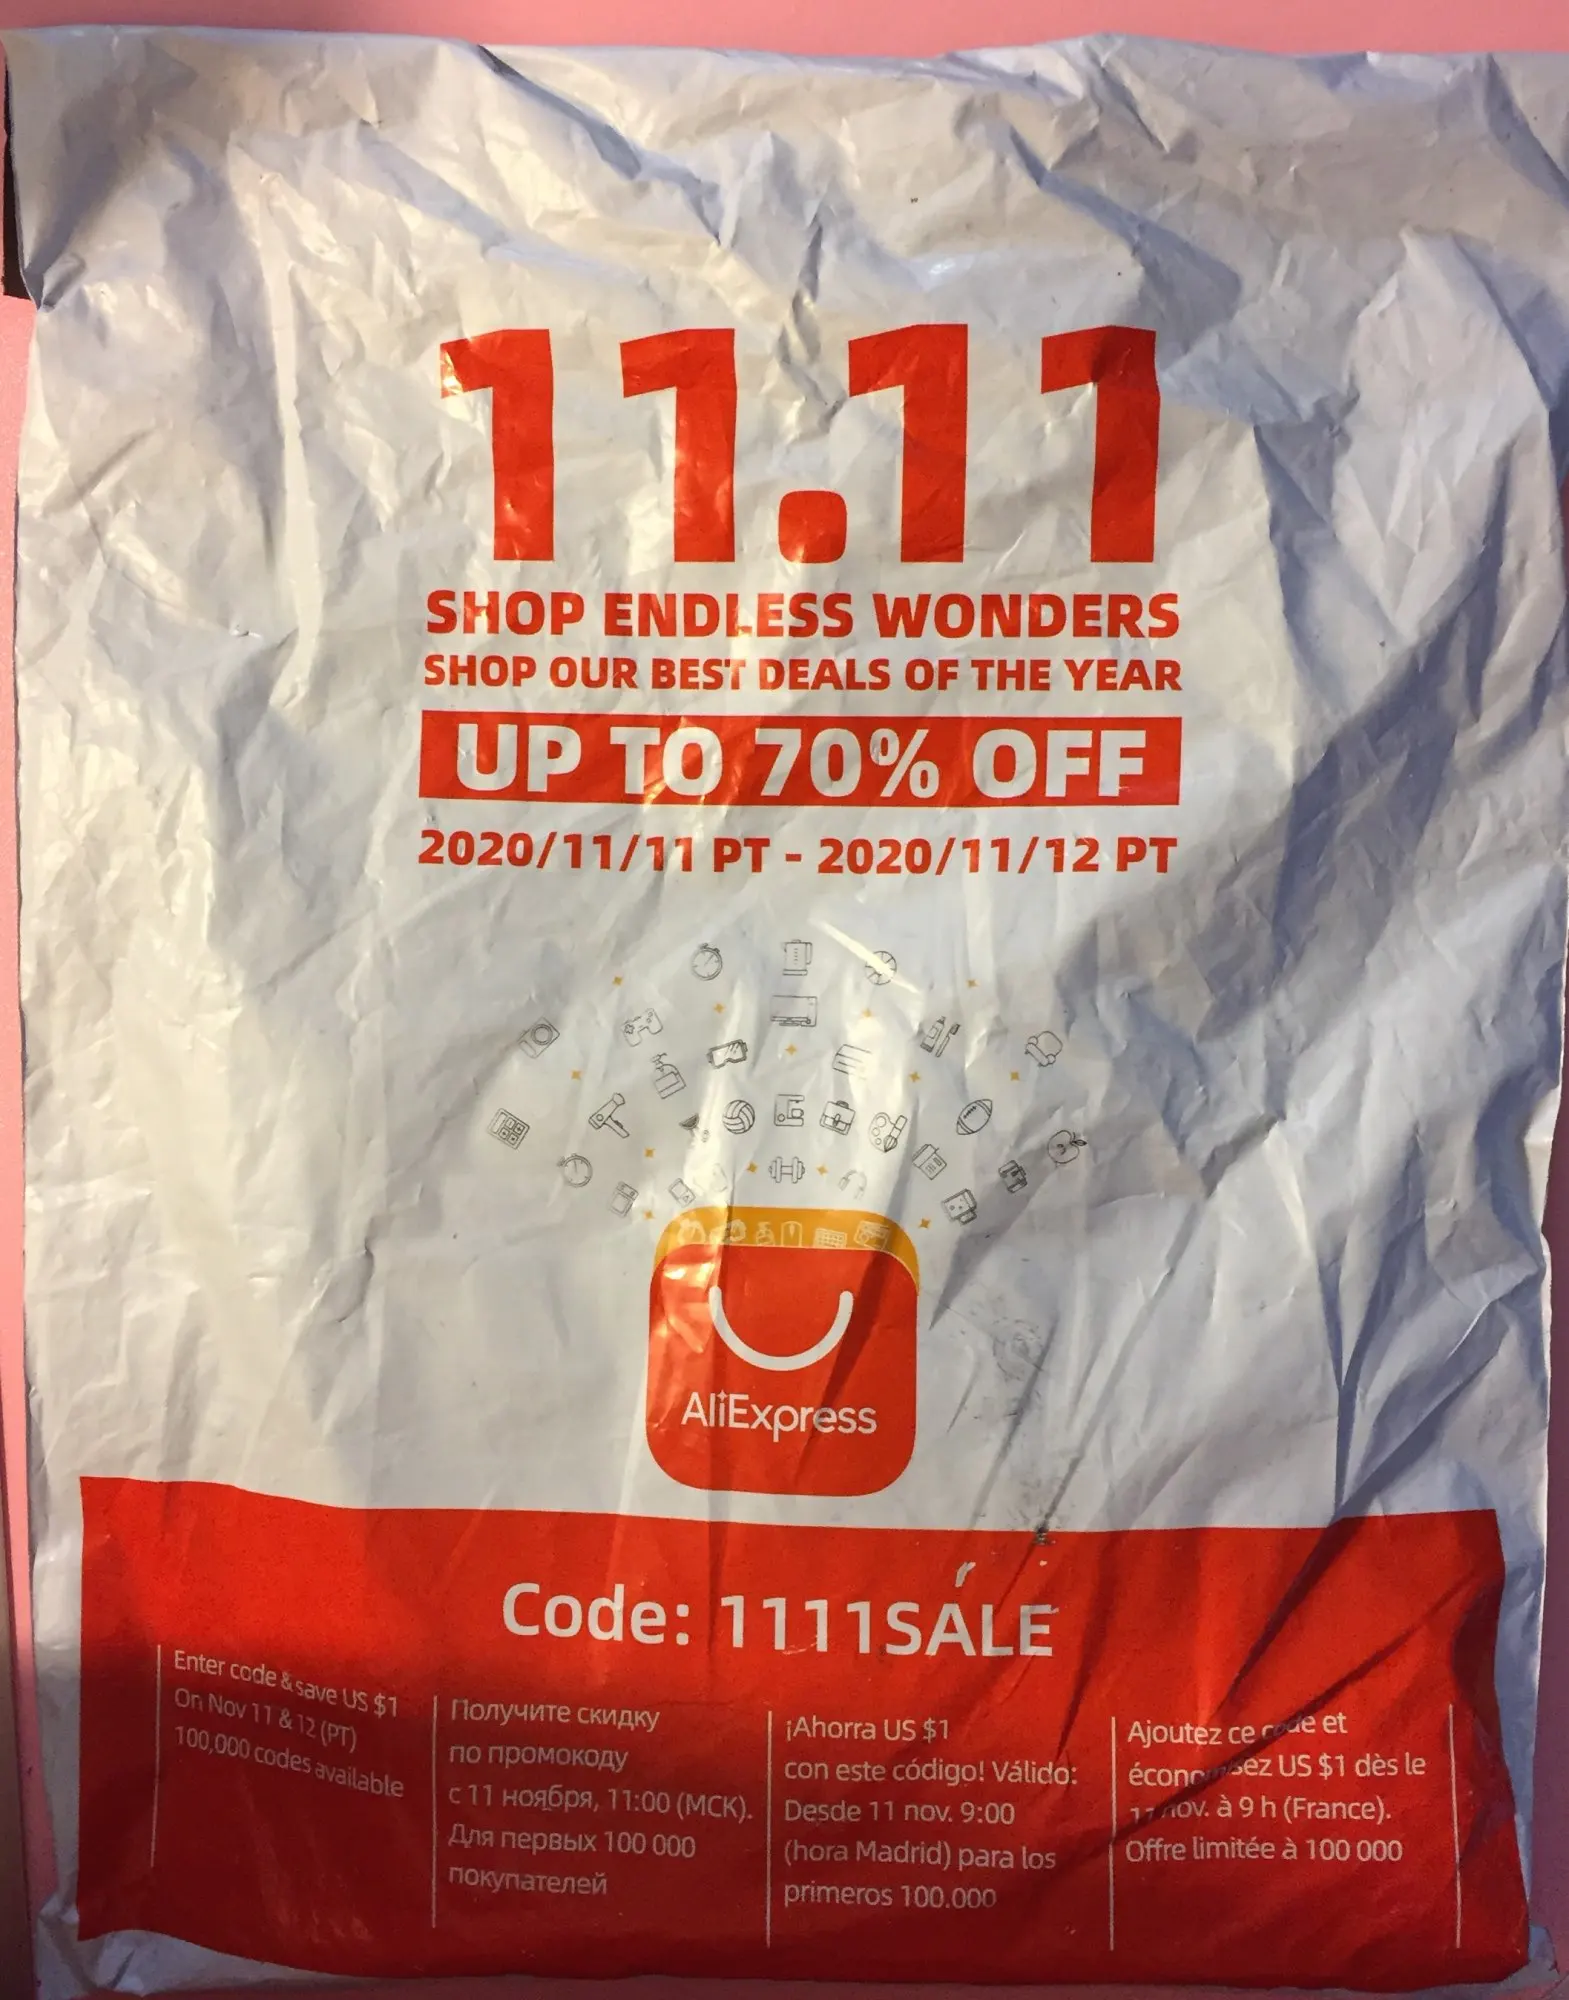 11.11
SHOP ENDLESS WONDERS
SHOP OUR BEST DEALS OF THE YEAR
UP TO 70% OFF
2020/11/11 PT - 2020/11/12 PT
AliExpress
Code: 1111SALE
Enter code & save US $1
On Nov 11 & 12 (PT)
100,000 codes available
Получите скидку
по промокоду
с 11 ноября, 11:00 (МСК).
Для первых 100 000
покупателей
¡Ahorra US $1
con este código! Válido:
Desde 11 nov. 9:00
(hora Madrid) para los
primeros 100.000
Ajoutez ce code et
économisez US $1 dès le
11 nov. à 9 h (France).
Offre limitée à 100 000